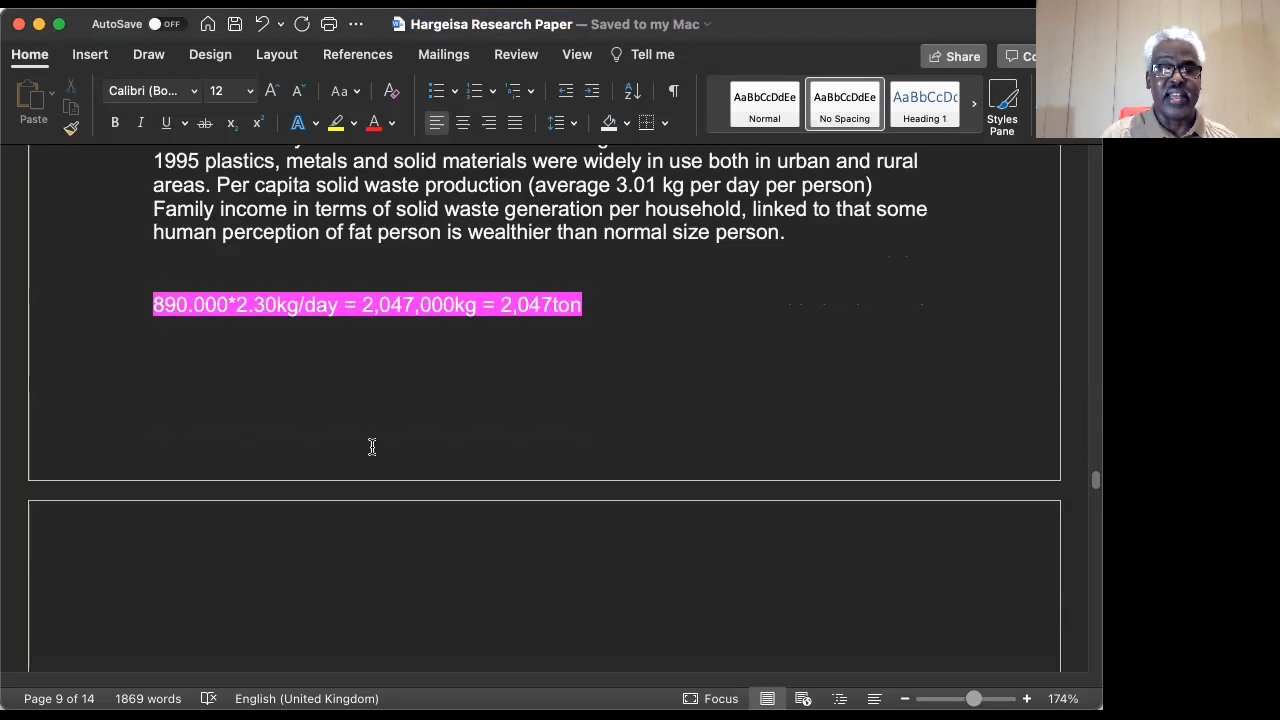 AutoSave OFF Hargeisa Research Paper — Saved to my Mac
Home Insert Draw Design Layout References Mailings Review View Tell me Share
Paste Calibri (Bo... 12 Aa AaBbCcDdEe AaBbCcDdEe AaBbCcDc
Normal No Spacing Heading 1 Styles Pane
1995 plastics, metals and solid materials were widely in use both in urban and rural
areas. Per capita solid waste production (average 3.01 kg per day per person)
Family income in terms of solid waste generation per household, linked to that some
human perception of fat person is wealthier than normal size person.
890.000*2.30kg/day = 2,047,000kg = 2,047ton
Page 9 of 14 1869 words English (United Kingdom) Focus 174%